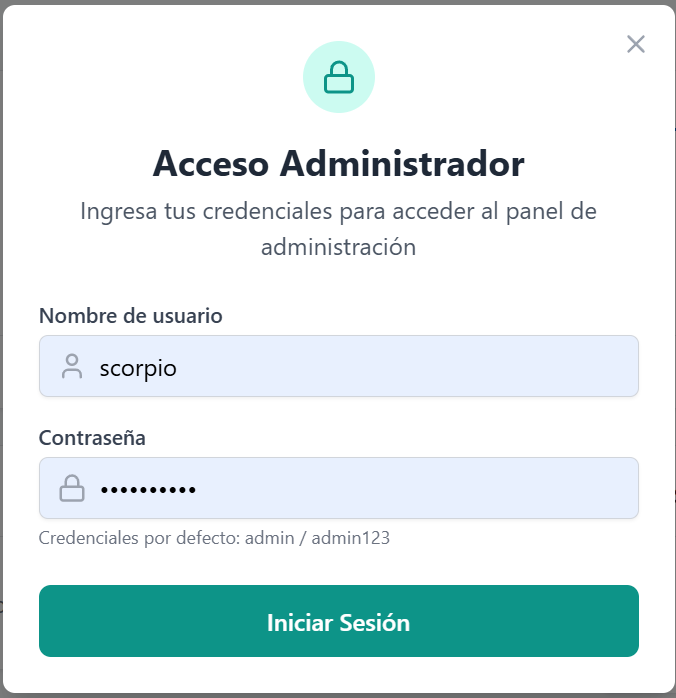 Acceso Administrador
Ingresa tus credenciales para acceder al panel de
administración
Nombre de usuario
scorpio
Contraseña
••••••••••
Credenciales por defecto: admin / admin123
Iniciar Sesión